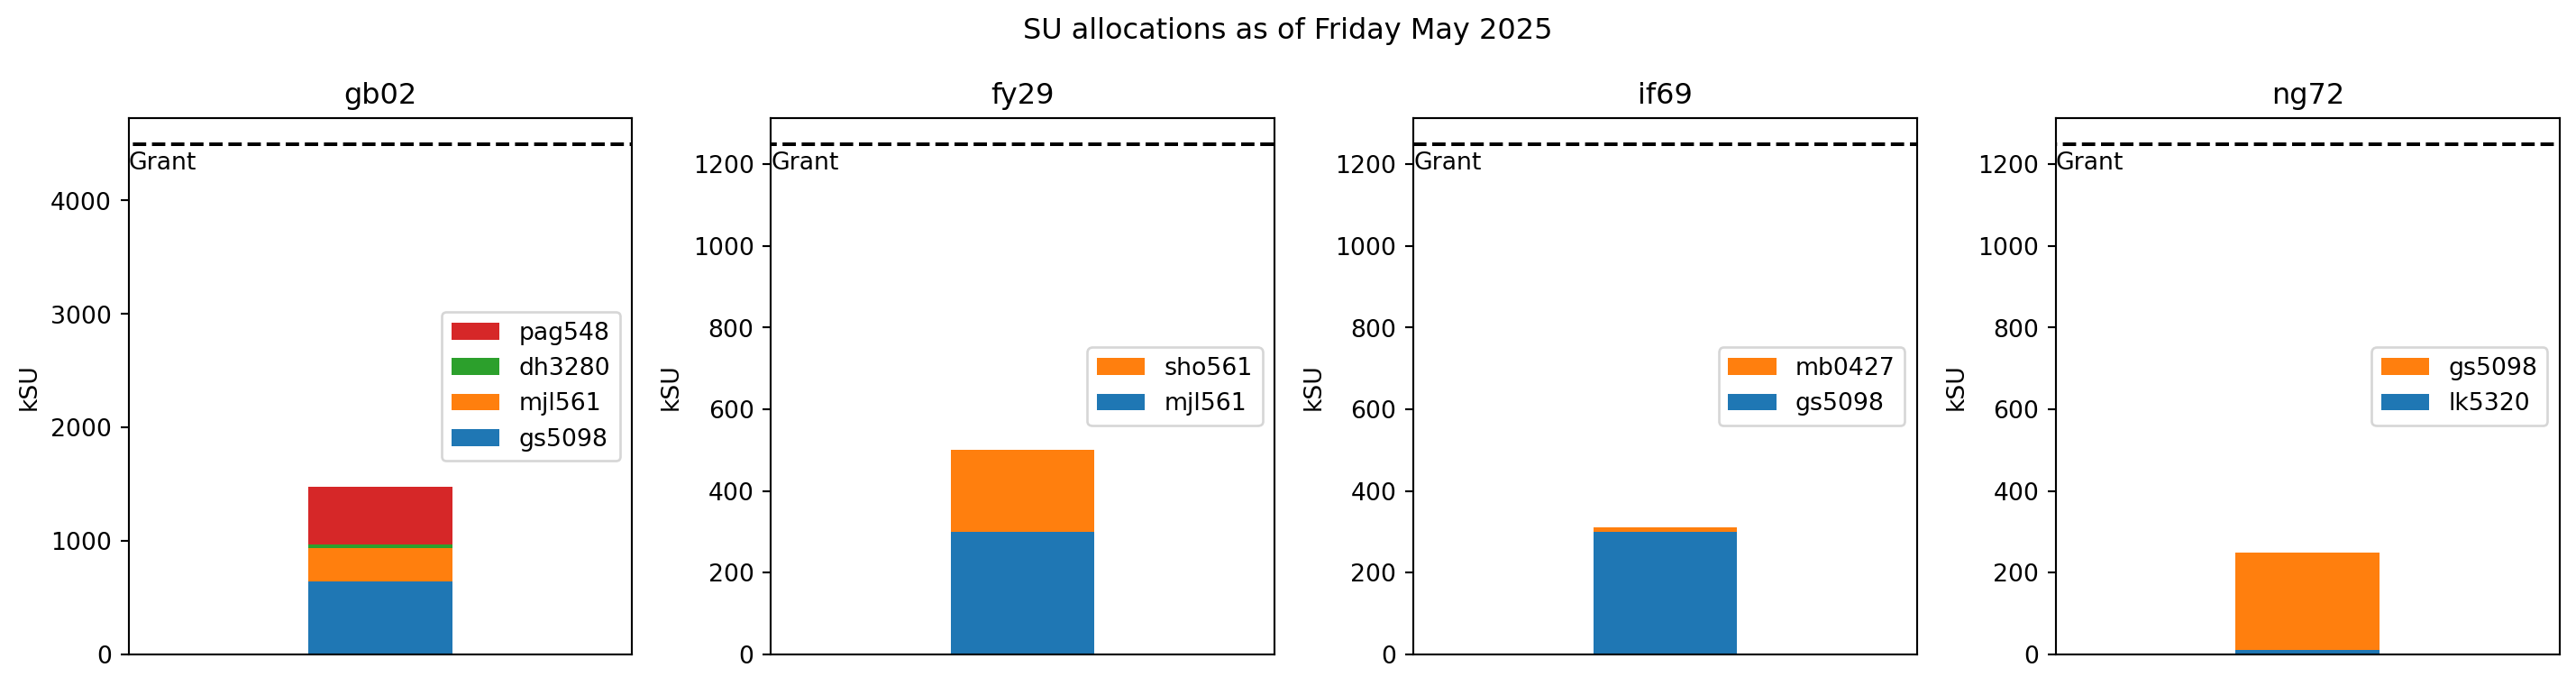 SU allocations as of Friday May 2025
gb02
Grant
4000
3000
2000
1000
0
kSU
pag548
dh3280
mjl561
gs5098
fy29
Grant
1200
1000
800
600
400
200
0
kSU
sho561
mjl561
if69
Grant
1200
1000
800
600
400
200
0
kSU
mb0427
gs5098
ng72
Grant
1200
1000
800
600
400
200
0
kSU
gs5098
lk5320